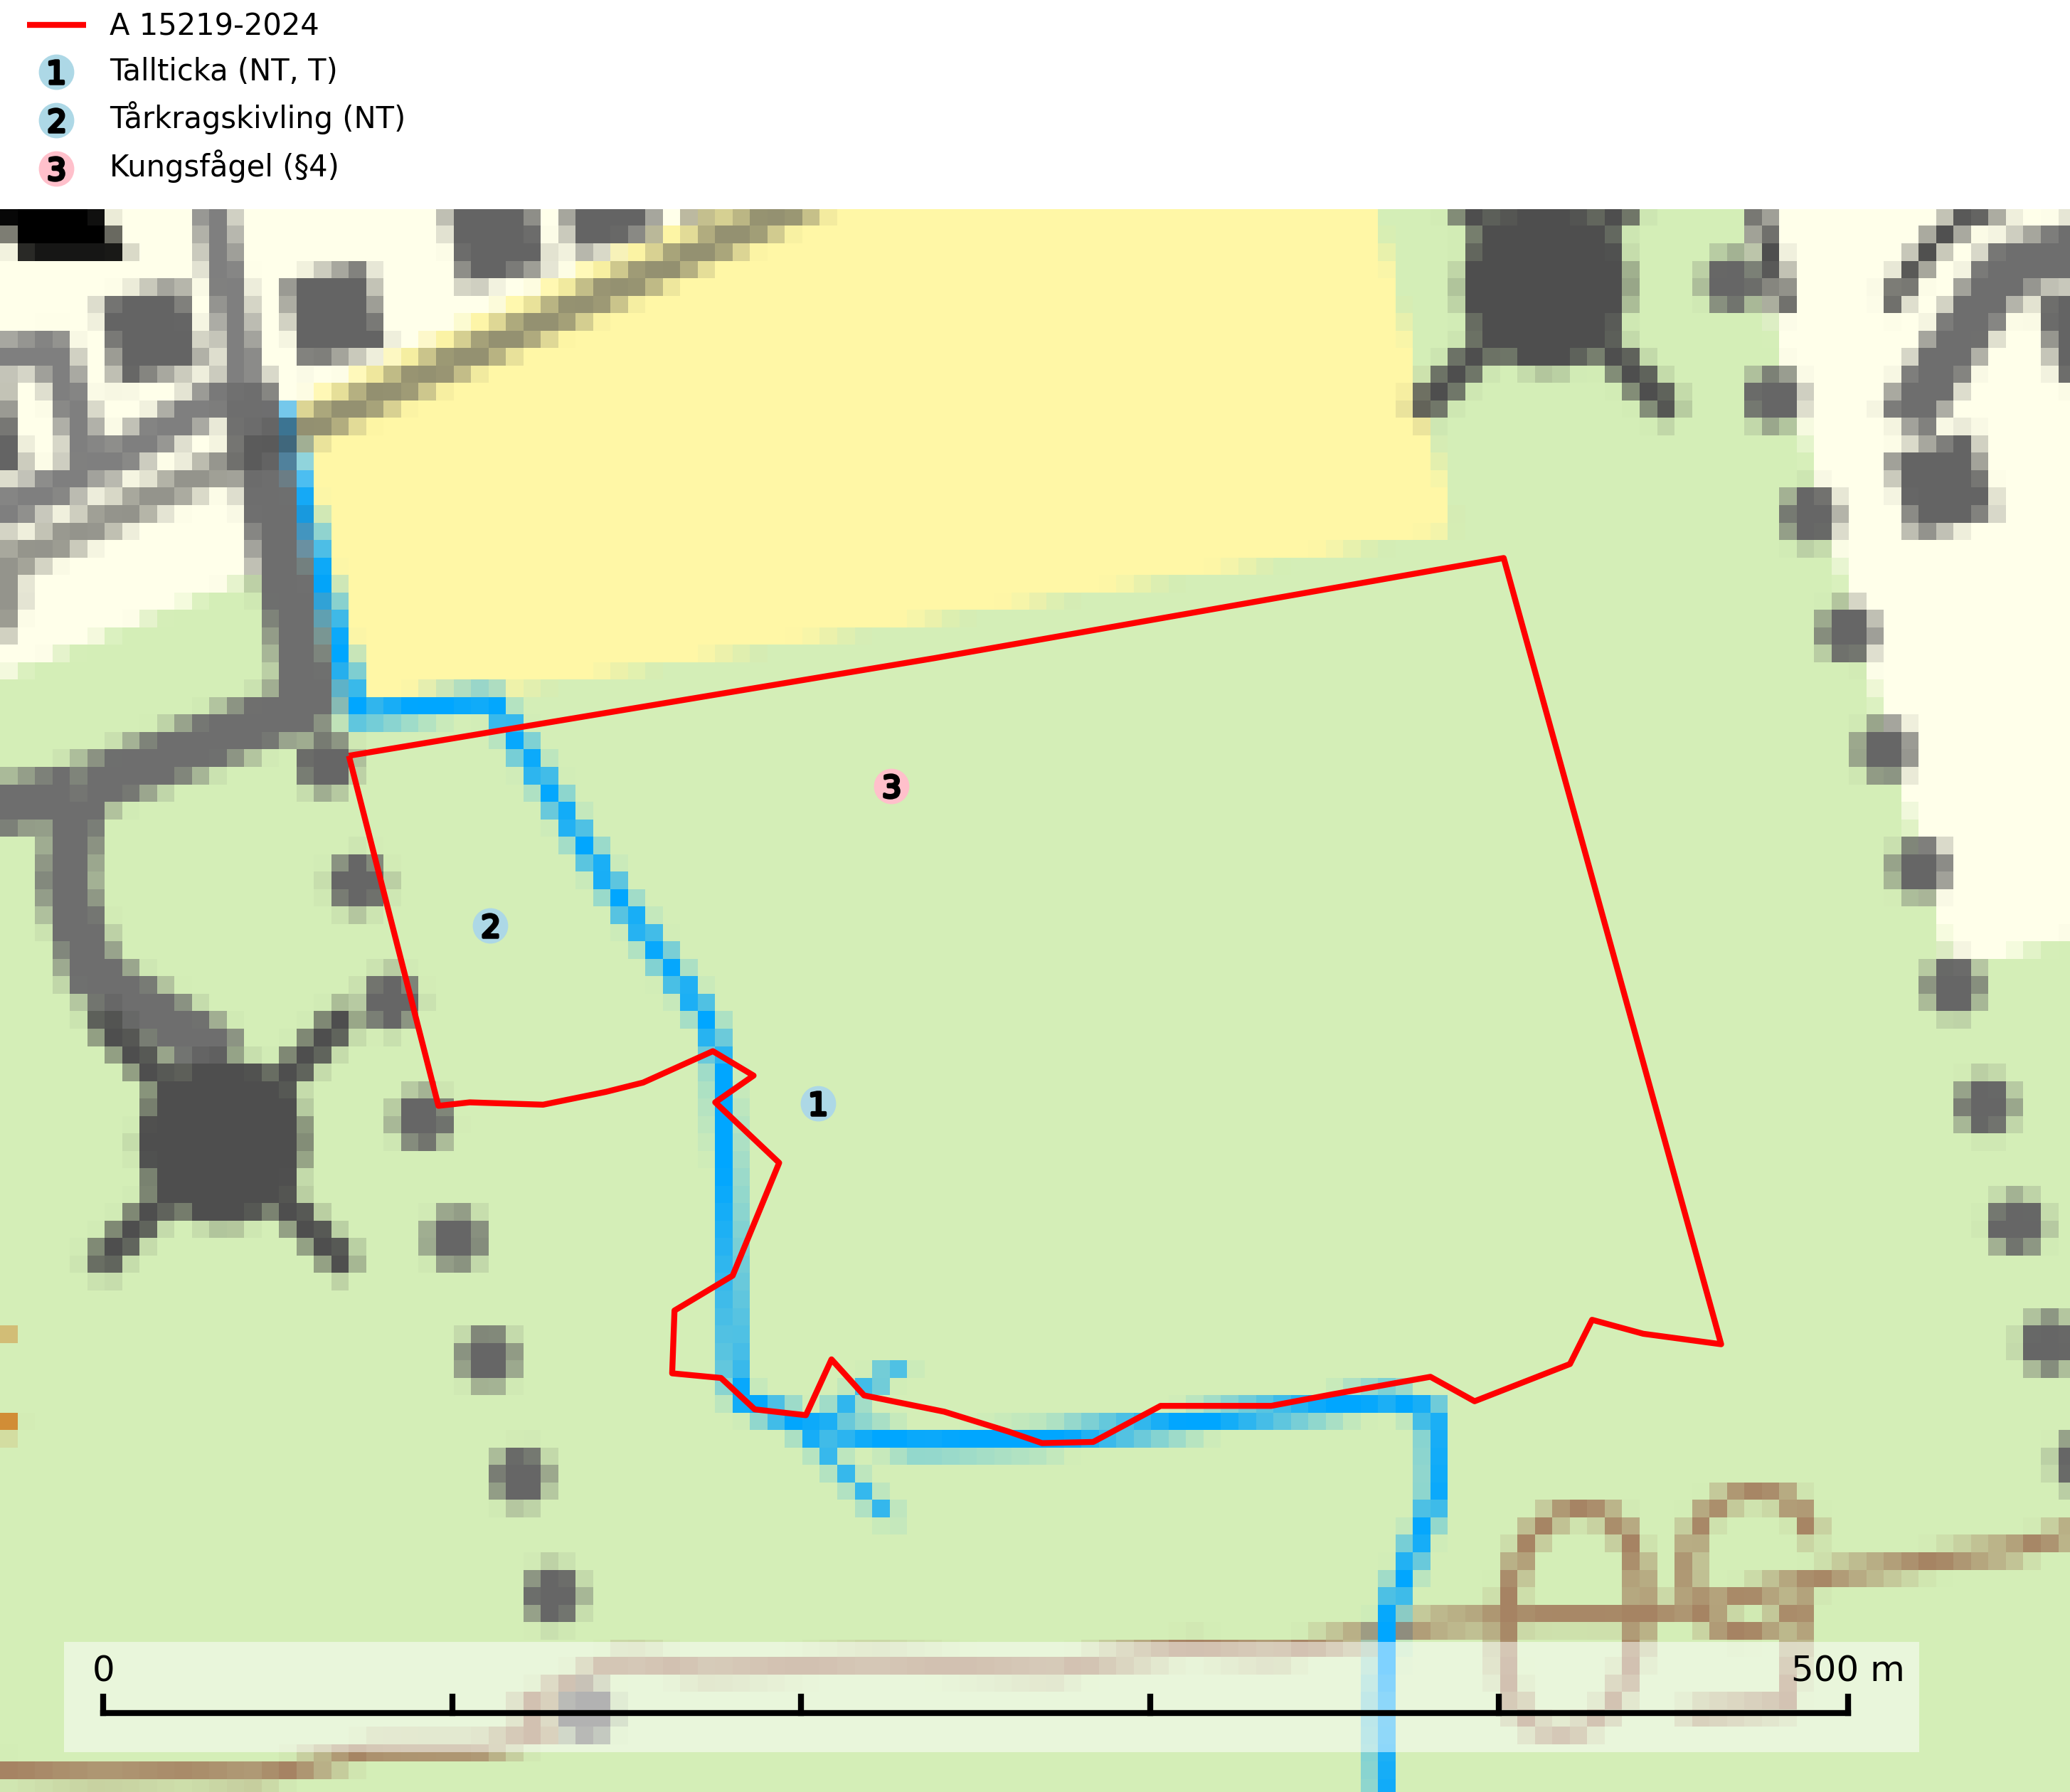 A 15219-2024
1 Tallticka (NT, T)
2 Tårkragskivling (NT)
3 Kungsfågel (§4)
3
2
1
0 500 m